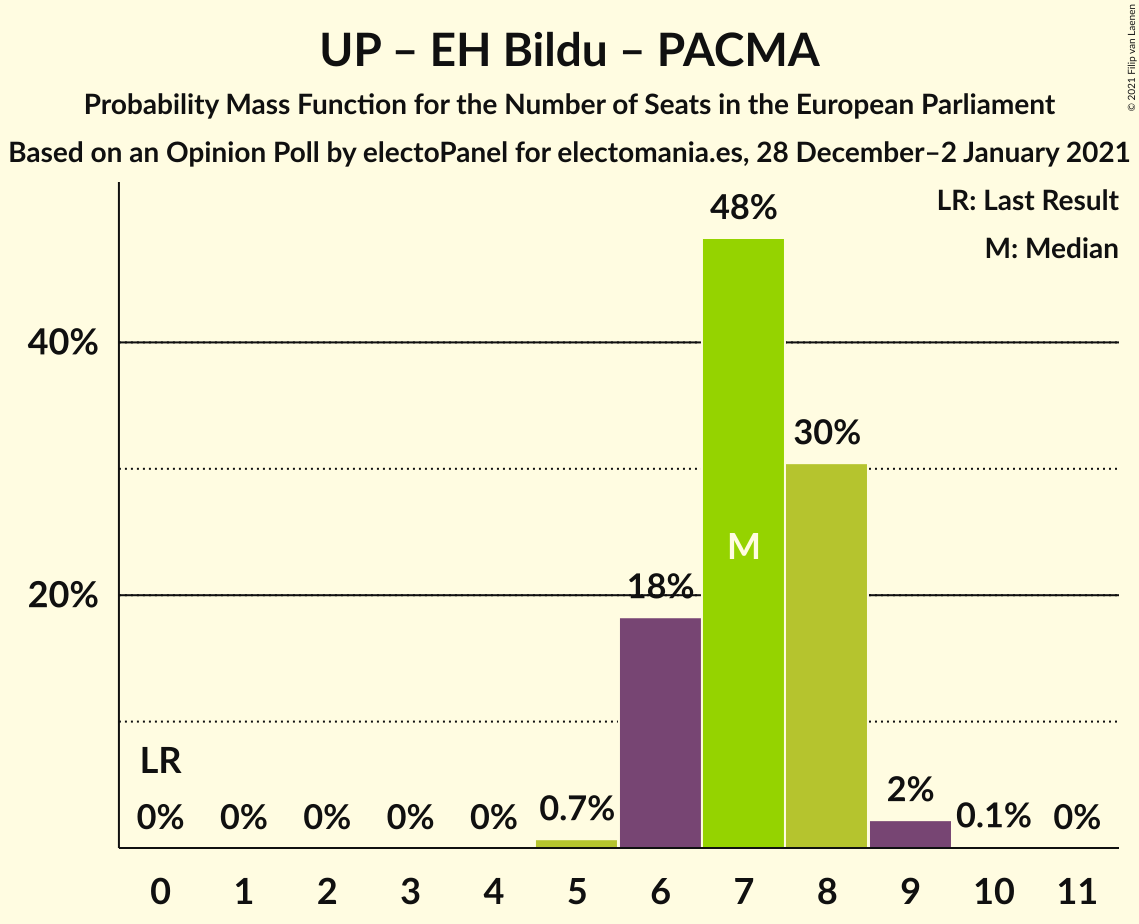 UP – EH Bildu – PACMA
Probability Mass Function for the Number of Seats in the European Parliament
Based on an Opinion Poll by electoPanel for electomania.es, 28 December–2 January 2021
© 2021 Filip van Laenen
LR: Last Result
M: Median
48%
40%
30%
M
18%
20%
LR
0% 0% 0% 0% 0% 0.7% 2% 0.1% 0%
0 1 2 3 4 5 6 7 8 9 10 11